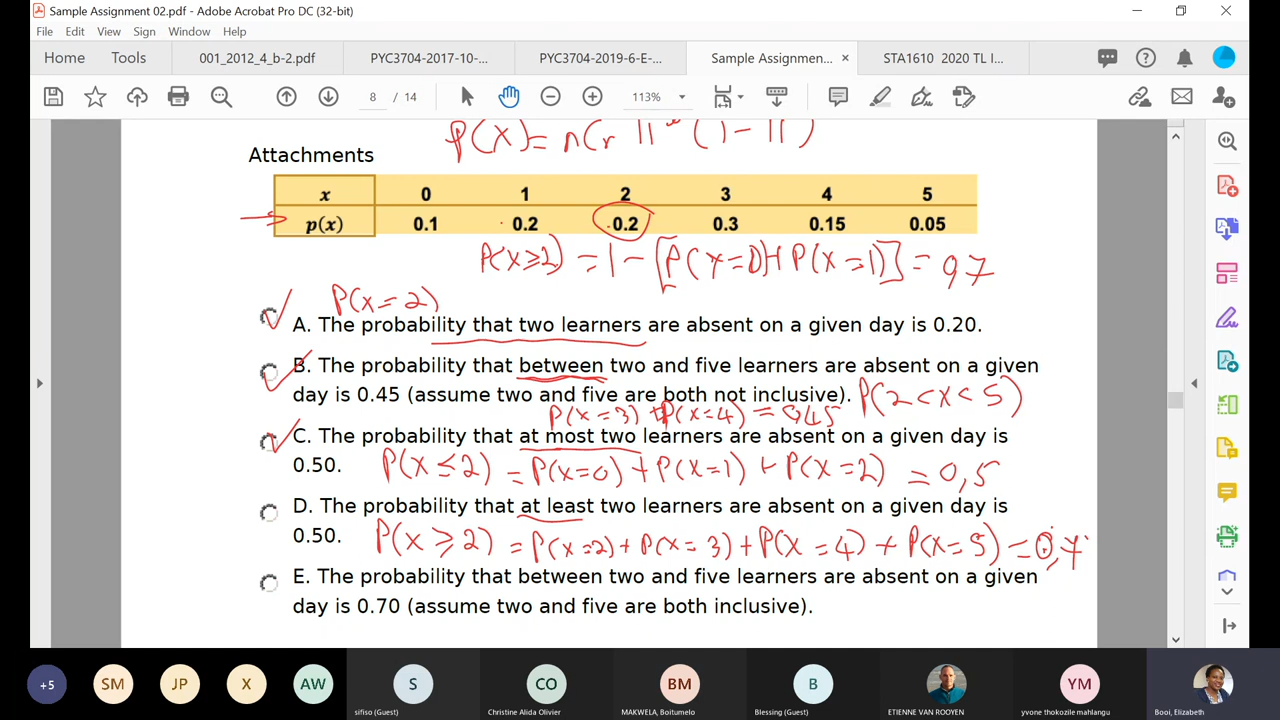 Sample Assignment 02.pdf - Adobe Acrobat Pro DC (32-bit)
File Edit View Sign Window Help
Home Tools 001_2012_4_b-2.pdf PYC3704-2017-10-... PYC3704-2019-6-E-... Sample Assignmen... × STA1610 2020 TL I...
8 / 14 113%
P(X) = nCr π (1 - π)
Attachments
x 0 1 2 3 4 5
p(x) 0.1 0.2 0.2 0.3 0.15 0.05
P(X≥2) = 1 - [P(X=0)+P(X=1)] = 0,7
P(X=2)
A. The probability that two learners are absent on a given day is 0.20.
B. The probability that between two and five learners are absent on a given
day is 0.45 (assume two and five are both not inclusive). P(2<X<5)
P(X=3) + P(X=4) = 0,45
C. The probability that at most two learners are absent on a given day is
0.50. P(X≤2) = P(X=0) + P(X=1) + P(X=2) = 0,5
D. The probability that at least two learners are absent on a given day is
0.50. P(X≥2) = P(X=2) + P(X=3) + P(X=4) + P(X=5) = 0,7
E. The probability that between two and five learners are absent on a given
day is 0.70 (assume two and five are both inclusive).
+5 SM JP X AW S CO BM B YM
sifiso (Guest) Christine Alida Olivier MAKWELA, Boitumelo Blessing (Guest) ETIENNE VAN ROOYEN yvone thokozile mahlangu Booi, Elizabeth